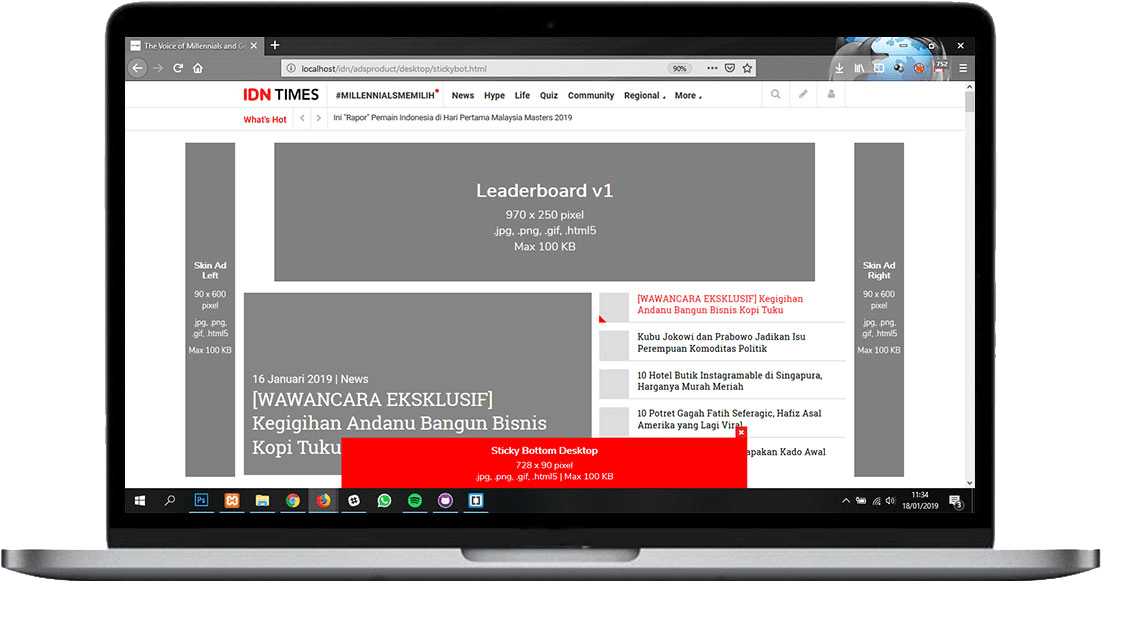 The Voice of Millennials and G
localhost/idn/adsproduct/desktop/stickybot.html
90%
752
IDN TIMES
#MILLENNIALSMEMILIH
News
Hype
Life
Quiz
Community
Regional
More
What's Hot
Ini "Rapor" Pemain Indonesia di Hari Pertama Malaysia Masters 2019
Skin Ad
Left
90 x 600
pixel
.jpg, .png,
.gif, .html5
Max 100 KB
Leaderboard v1
970 x 250 pixel
.jpg, .png, .gif, .html5
Max 100 KB
Skin Ad
Right
90 x 600
pixel
.jpg, .png,
.gif, .html5
Max 100 KB
16 Januari 2019 | News
[WAWANCARA EKSKLUSIF]
Kegigihan Andanu Bangun Bisnis
Kopi Tuku
[WAWANCARA EKSKLUSIF] Kegigihan
Andanu Bangun Bisnis Kopi Tuku
Kubu Jokowi dan Prabowo Jadikan Isu
Perempuan Komoditas Politik
10 Hotel Butik Instagramable di Singapura,
Harganya Murah Meriah
10 Potret Gagah Fatih Seferagic, Hafiz Asal
Amerika yang Lagi Viral
apakan Kado Awal
Sticky Bottom Desktop
728 x 90 pixel
.jpg, .png, .gif, .html5 | Max 100 KB
Ps
11:34
18/01/2019
3